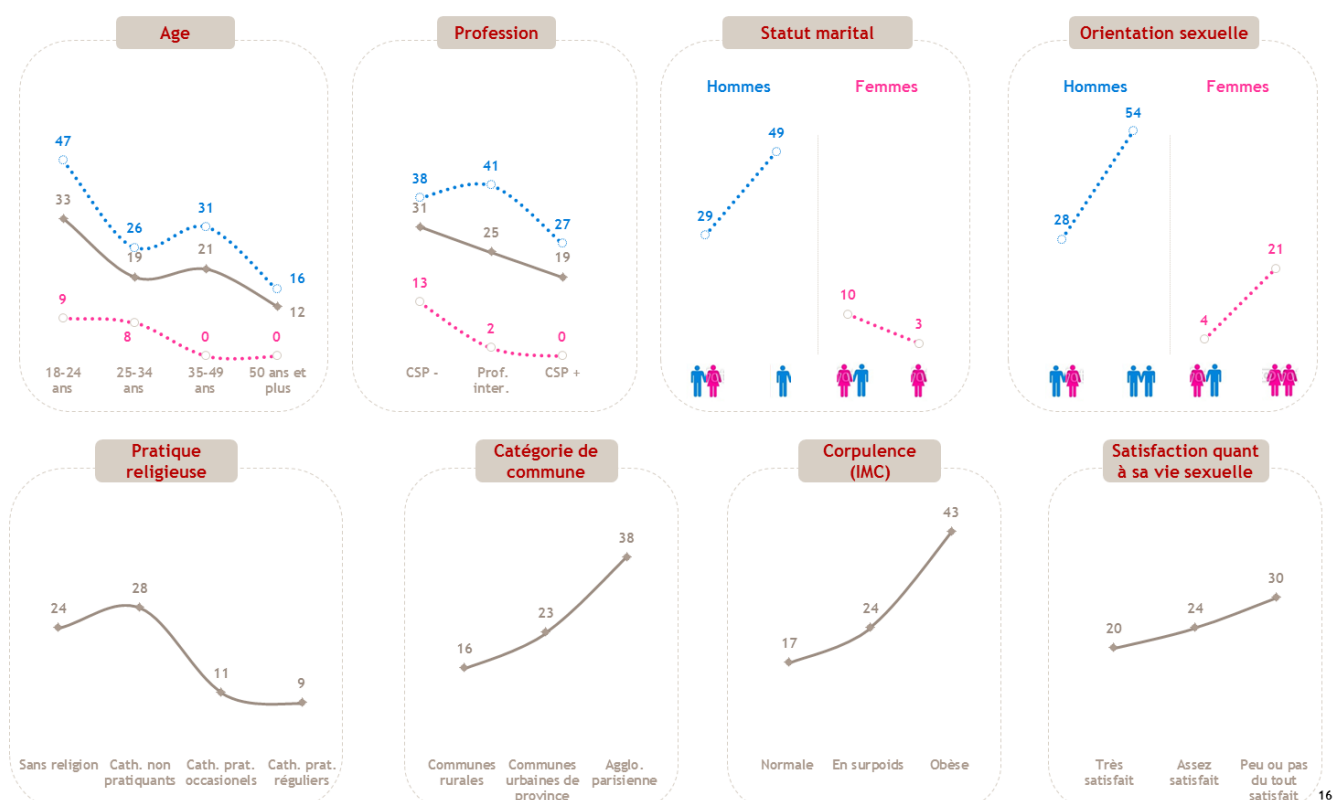 Age
47
33
26
19
31
21
16
12
9
8
0
0
18-24
ans
25-34
ans
35-49
ans
50 ans et
plus
Profession
38
41
31
25
27
19
13
2
0
CSP -
Prof.
inter.
CSP +
Statut marital
Hommes
Femmes
29
49
10
3
Orientation sexuelle
Hommes
Femmes
28
54
4
21
Pratique
religieuse
24
28
11
9
Sans religion
Cath. non
pratiquants
Cath. prat.
occasionels
Cath. prat.
réguliers
Catégorie de
commune
16
23
38
Communes
rurales
Communes
urbaines de
province
Agglo.
parisienne
Corpulence
(IMC)
17
24
43
Normale
En surpoids
Obèse
Satisfaction quant
à sa vie sexuelle
20
24
30
Très
satisfait
Assez
satisfait
Peu ou pas
du tout
satisfait
16